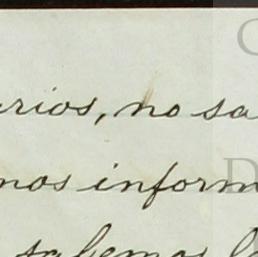 rios, no sa
nos inform
sabemos l